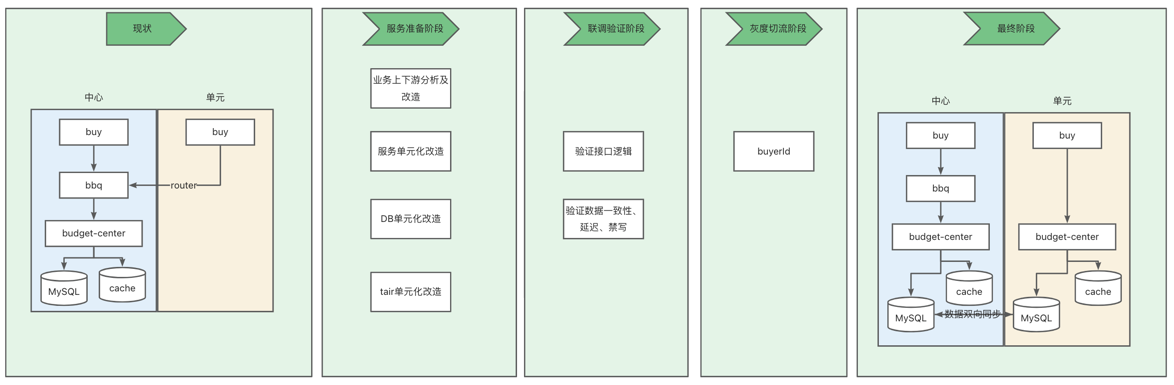 现状
中心
单元
buy
buy
bbq
router
budget-center
MySQL
cache
服务准备阶段
业务上下游分析及
改造
服务单元化改造
DB单元化改造
tair单元化改造
联调验证阶段
验证接口逻辑
验证数据一致性、
延迟、禁写
灰度切流阶段
buyerId
最终阶段
中心
单元
buy
buy
bbq
budget-center
budget-center
cache
cache
MySQL
数据双向同步
MySQL